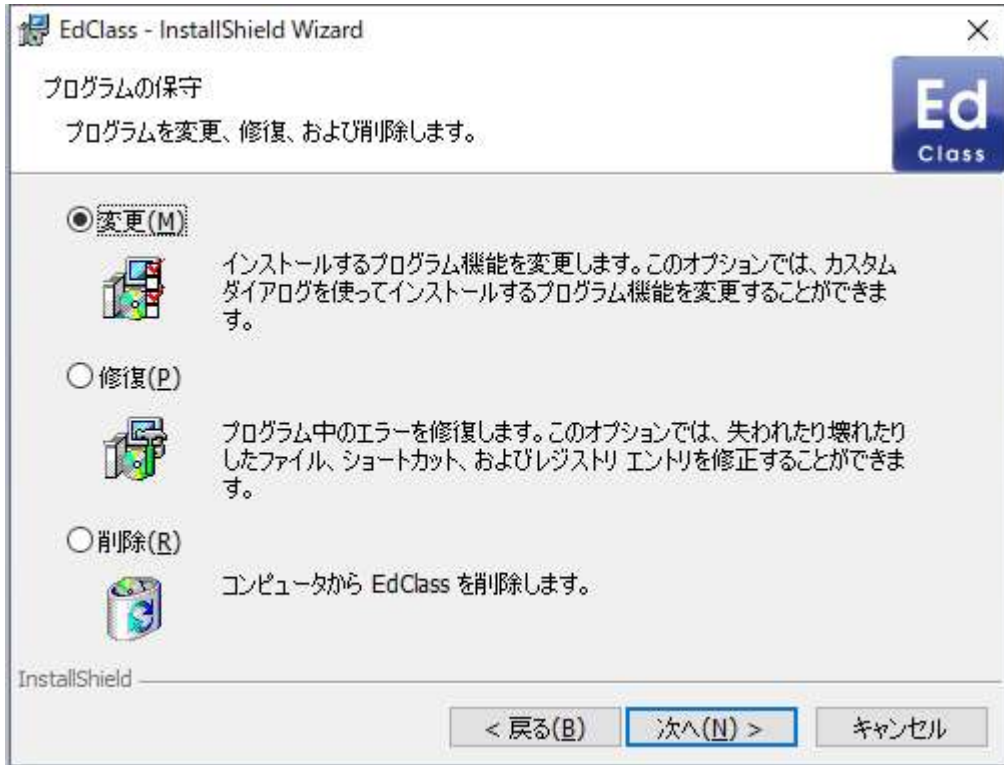 EdClass - InstallShield Wizard
プログラムの保守
プログラムを変更、修復、および削除します。
Ed
Class
変更(M)
インストールするプログラム機能を変更します。このオプションでは、カスタム
ダイアログを使ってインストールするプログラム機能を変更することができま
す。
修復(P)
プログラム中のエラーを修復します。このオプションでは、失われたり壊れたり
したファイル、ショートカット、およびレジストリ エントリを修正することができま
す。
削除(R)
コンピュータから EdClass を削除します。
InstallShield
< 戻る(B)
次へ(N) >
キャンセル